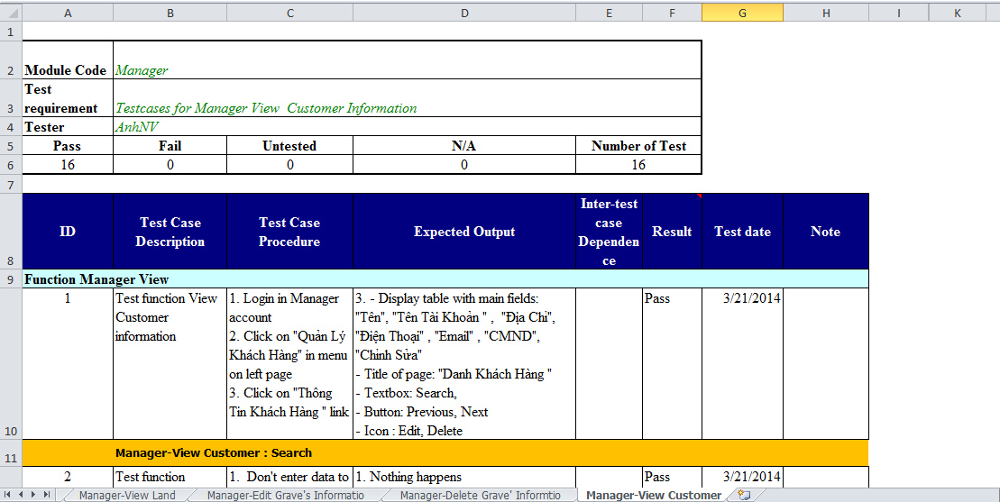 A B C D E F G H I K
1
2 Module Code Manager
Test
3 requirement Testcases for Manager View  Customer Information
4 Tester AnhNV
5 Pass Fail Untested N/A Number of Test
6 16 0 0 0 16
7
Inter-test
Test Case Test Case case
ID Expected Output Result Test date Note
Description Procedure Dependen
8 ce
9 Function Manager View
1 Test function View 1. Login in Manager 3. - Display table with main fields: Pass 3/21/2014
Customer account "Tên", "Tên Tài Khoản " ,  "Địa Chỉ",
information 2. Click on "Quản Lý "Điện Thoại" , "Email" , "CMND",
Khách Hàng" in menu "Chỉnh Sửa"
on left page - Title of page: "Danh Khách Hàng "
3. Click on "Thông - Textbox: Search,
Tin Khách Hàng " link - Button: Previous, Next
10 - Icon : Edit, Delete
11 Manager-View Customer : Search
2 Test function 1.  Don't enter data to 1. Nothing happens Pass 3/21/2014
Manager-View Land Manager-Edit Grave's Informatio Manager-Delete Grave' Informtio Manager-View Customer